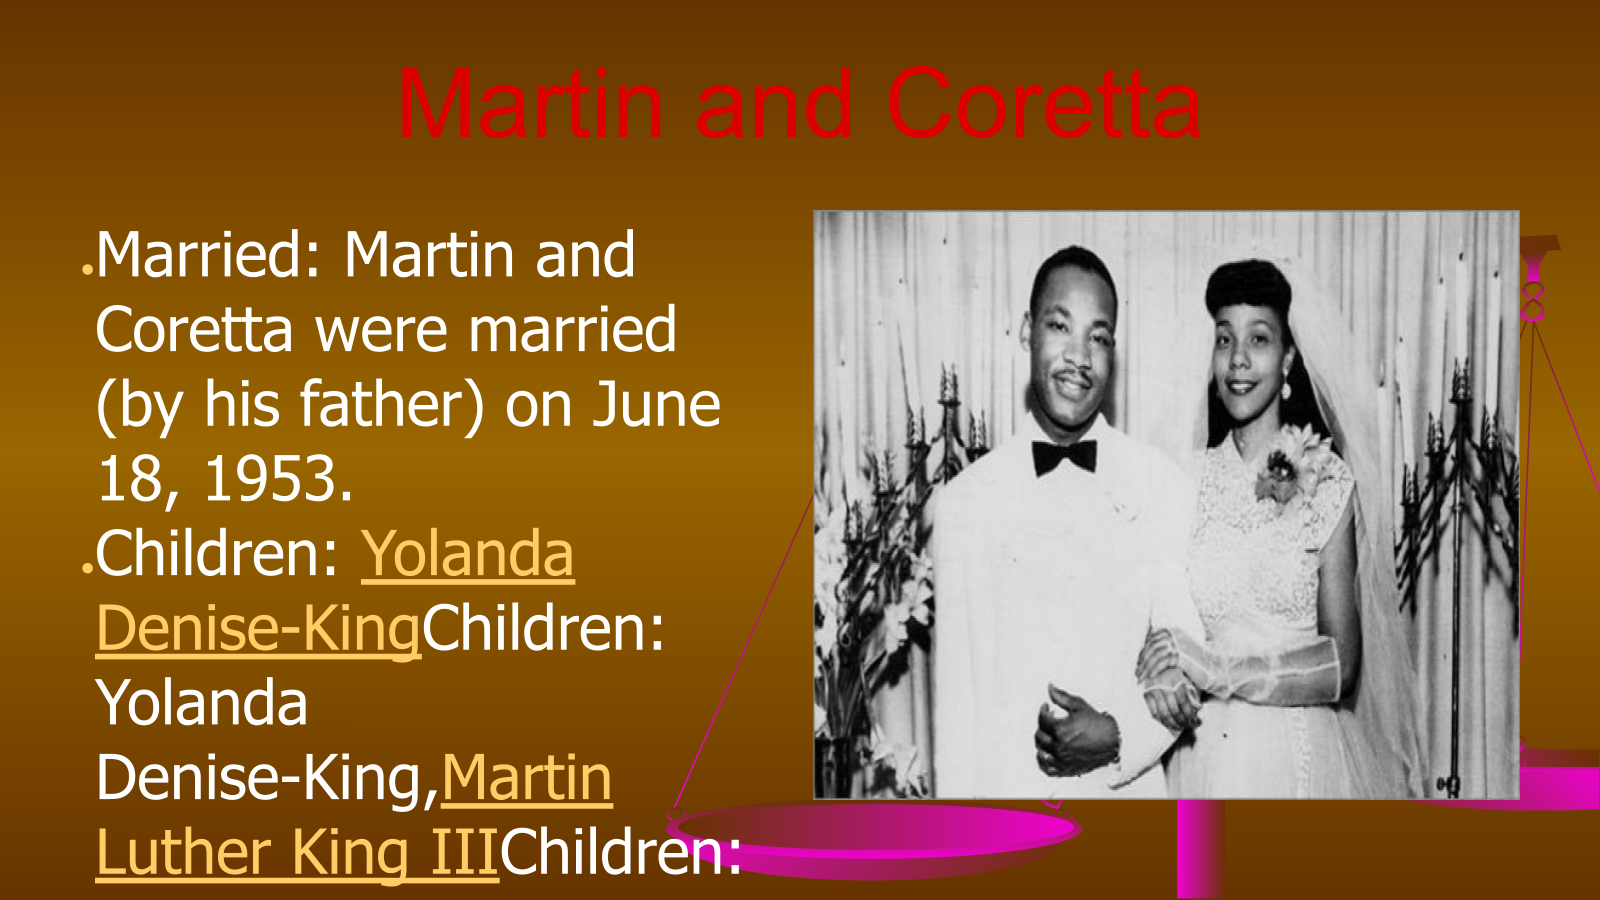 Martin and Coretta
•Married: Martin and
Coretta were married
(by his father) on June
18, 1953.
•Children: Yolanda
Denise-KingChildren:
Yolanda
Denise-King,Martin
Luther King IIIChildren: